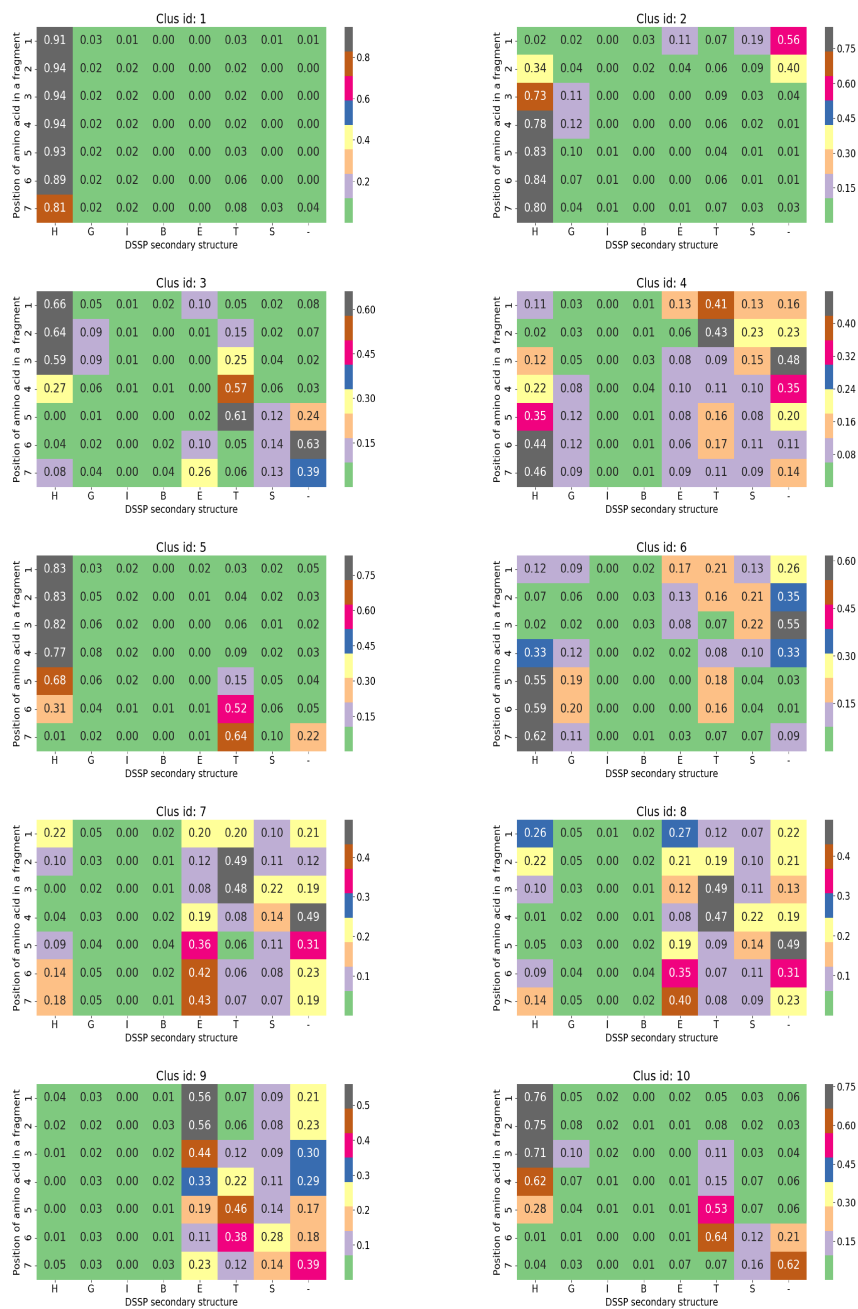 Clus id: 1
Position of amino acid in a fragment
1 0.91 0.03 0.01 0.00 0.00 0.03 0.01 0.01
2 0.94 0.02 0.02 0.00 0.00 0.02 0.00 0.00
3 0.94 0.02 0.02 0.00 0.00 0.02 0.00 0.00
4 0.94 0.02 0.02 0.00 0.00 0.02 0.00 0.00
5 0.93 0.02 0.02 0.00 0.00 0.03 0.00 0.00
6 0.89 0.02 0.02 0.00 0.00 0.06 0.00 0.00
7 0.81 0.02 0.02 0.00 0.00 0.08 0.03 0.04
H G I B E T S -
DSSP secondary structure
0.8
0.6
0.4
0.2
Clus id: 2
Position of amino acid in a fragment
1 0.02 0.02 0.00 0.03 0.11 0.07 0.19 0.56
2 0.34 0.04 0.00 0.02 0.04 0.06 0.09 0.40
3 0.73 0.11 0.00 0.00 0.00 0.09 0.03 0.04
4 0.78 0.12 0.00 0.00 0.00 0.06 0.02 0.01
5 0.83 0.10 0.01 0.00 0.00 0.04 0.01 0.01
6 0.84 0.07 0.01 0.00 0.00 0.06 0.01 0.01
7 0.80 0.04 0.01 0.00 0.01 0.07 0.03 0.03
H G I B E T S -
DSSP secondary structure
0.75
0.60
0.45
0.30
0.15
Clus id: 3
Position of amino acid in a fragment
1 0.66 0.05 0.01 0.02 0.10 0.05 0.02 0.08
2 0.64 0.09 0.00 0.00 0.01 0.15 0.02 0.07
3 0.59 0.09 0.01 0.00 0.00 0.25 0.04 0.02
4 0.27 0.06 0.01 0.01 0.00 0.57 0.06 0.03
5 0.00 0.01 0.00 0.00 0.02 0.61 0.12 0.24
6 0.04 0.02 0.00 0.02 0.10 0.05 0.14 0.63
7 0.08 0.04 0.00 0.04 0.26 0.06 0.13 0.39
H G I B E T S -
DSSP secondary structure
0.60
0.45
0.30
0.15
Clus id: 4
Position of amino acid in a fragment
1 0.11 0.03 0.00 0.01 0.13 0.41 0.13 0.16
2 0.02 0.03 0.00 0.01 0.06 0.43 0.23 0.23
3 0.12 0.05 0.00 0.03 0.08 0.09 0.15 0.48
4 0.22 0.08 0.00 0.03 0.10 0.11 0.10 0.35
5 0.35 0.12 0.00 0.01 0.08 0.16 0.08 0.20
6 0.44 0.12 0.00 0.01 0.06 0.17 0.11 0.11
7 0.46 0.09 0.00 0.01 0.09 0.11 0.09 0.14
H G I B E T S -
DSSP secondary structure
0.40
0.32
0.24
0.16
0.08
Clus id: 5
Position of amino acid in a fragment
1 0.83 0.03 0.02 0.00 0.02 0.03 0.02 0.05
2 0.83 0.05 0.02 0.00 0.01 0.04 0.02 0.03
3 0.82 0.06 0.02 0.00 0.00 0.06 0.01 0.02
4 0.77 0.08 0.02 0.00 0.00 0.09 0.02 0.03
5 0.68 0.06 0.02 0.00 0.00 0.15 0.05 0.04
6 0.31 0.04 0.01 0.01 0.01 0.52 0.06 0.05
7 0.01 0.02 0.00 0.00 0.01 0.64 0.10 0.22
H G I B E T S -
DSSP secondary structure
0.75
0.60
0.45
0.30
0.15
Clus id: 6
Position of amino acid in a fragment
1 0.12 0.09 0.00 0.02 0.17 0.21 0.13 0.26
2 0.07 0.06 0.00 0.02 0.13 0.16 0.21 0.35
3 0.02 0.02 0.00 0.03 0.08 0.07 0.22 0.55
4 0.33 0.12 0.00 0.01 0.02 0.08 0.10 0.33
5 0.55 0.19 0.00 0.00 0.00 0.18 0.04 0.03
6 0.59 0.20 0.00 0.00 0.00 0.16 0.04 0.01
7 0.62 0.11 0.00 0.01 0.03 0.07 0.07 0.09
H G I B E T S -
DSSP secondary structure
0.60
0.45
0.30
0.15
Clus id: 7
Position of amino acid in a fragment
1 0.22 0.05 0.00 0.02 0.20 0.20 0.10 0.21
2 0.10 0.03 0.00 0.01 0.12 0.49 0.11 0.12
3 0.00 0.02 0.00 0.01 0.08 0.48 0.22 0.19
4 0.04 0.03 0.00 0.02 0.19 0.08 0.14 0.49
5 0.09 0.04 0.00 0.04 0.36 0.06 0.11 0.31
6 0.14 0.05 0.00 0.02 0.42 0.06 0.08 0.23
7 0.18 0.05 0.00 0.01 0.43 0.07 0.07 0.19
H G I B E T S -
DSSP secondary structure
0.4
0.3
0.2
0.1
Clus id: 8
Position of amino acid in a fragment
1 0.26 0.05 0.01 0.02 0.27 0.12 0.07 0.22
2 0.22 0.05 0.00 0.02 0.21 0.19 0.10 0.21
3 0.10 0.03 0.00 0.01 0.12 0.49 0.11 0.13
4 0.01 0.02 0.00 0.01 0.08 0.47 0.22 0.19
5 0.05 0.03 0.00 0.02 0.19 0.09 0.14 0.49
6 0.09 0.04 0.00 0.04 0.35 0.07 0.11 0.31
7 0.14 0.05 0.00 0.02 0.40 0.08 0.09 0.23
H G I B E T S -
DSSP secondary structure
0.4
0.3
0.2
0.1
Clus id: 9
Position of amino acid in a fragment
1 0.04 0.03 0.00 0.01 0.56 0.07 0.09 0.21
2 0.02 0.02 0.00 0.03 0.56 0.06 0.08 0.23
3 0.01 0.02 0.00 0.03 0.44 0.12 0.09 0.30
4 0.00 0.03 0.00 0.02 0.33 0.22 0.11 0.29
5 0.00 0.03 0.00 0.01 0.19 0.46 0.14 0.17
6 0.01 0.03 0.00 0.01 0.11 0.38 0.28 0.18
7 0.05 0.03 0.00 0.03 0.23 0.12 0.14 0.39
H G I B E T S -
DSSP secondary structure
0.5
0.4
0.3
0.2
0.1
Clus id: 10
Position of amino acid in a fragment
1 0.76 0.05 0.02 0.00 0.02 0.05 0.03 0.06
2 0.75 0.08 0.02 0.00 0.01 0.08 0.02 0.03
3 0.71 0.10 0.02 0.00 0.00 0.11 0.03 0.03
4 0.62 0.07 0.01 0.00 0.01 0.15 0.07 0.06
5 0.28 0.04 0.01 0.01 0.01 0.53 0.07 0.06
6 0.01 0.01 0.00 0.00 0.01 0.64 0.12 0.21
7 0.04 0.03 0.00 0.01 0.07 0.07 0.16 0.62
H G I B E T S -
DSSP secondary structure
0.75
0.60
0.45
0.30
0.15